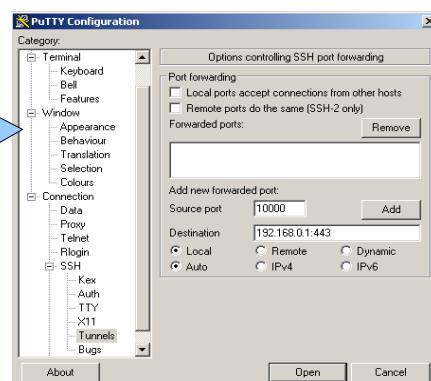 PuTTY Configuration
Category:
Terminal
Keyboard
Bell
Features
Window
Appearance
Behaviour
Translation
Selection
Colours
Connection
Data
Proxy
Telnet
Rlogin
SSH
Kex
Auth
TTY
X11
Tunnels
Bugs
Options controlling SSH port forwarding
Port forwarding
Local ports accept connections from other hosts
Remote ports do the same (SSH-2 only)
Forwarded ports:
Remove
Add new forwarded port:
Source port 10000 Add
Destination 192.168.0.1:443
Local Remote Dynamic
Auto IPv4 IPv6
About Open Cancel